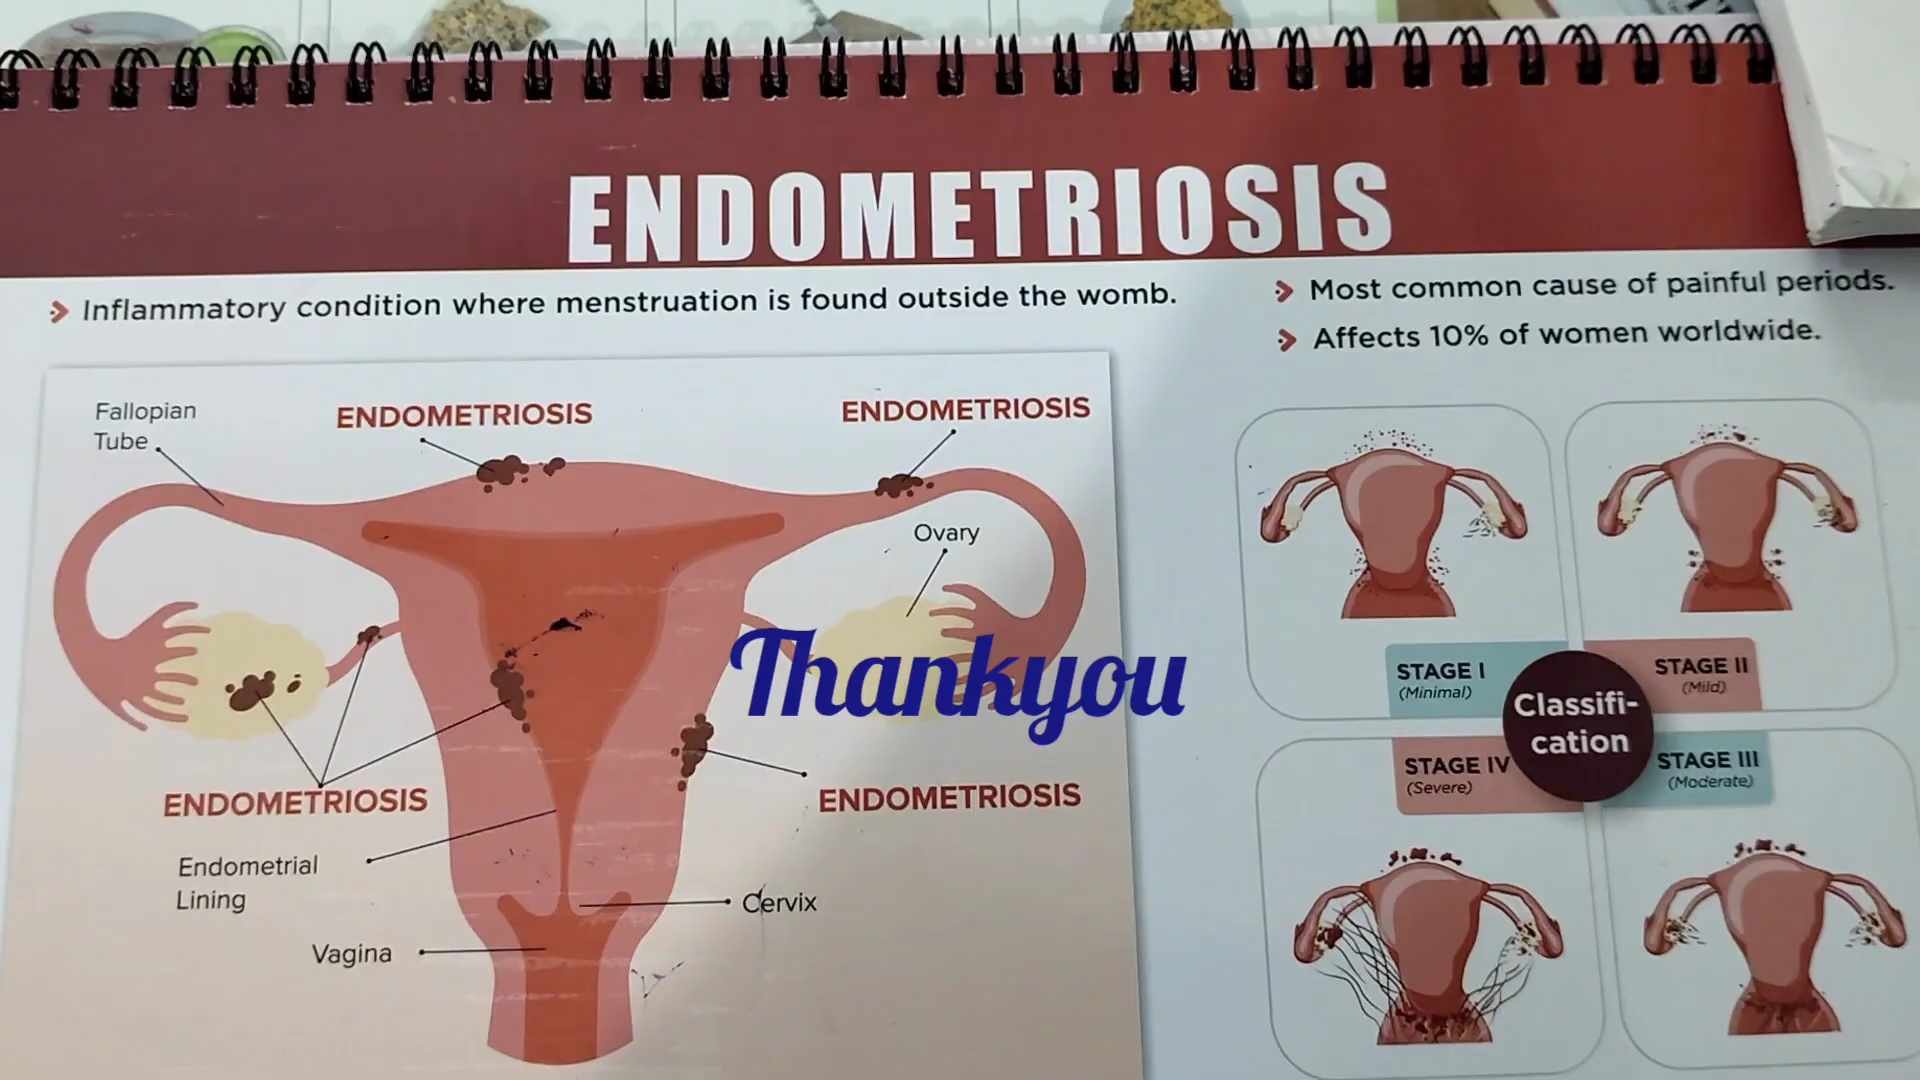 ENDOMETRIOSIS
Inflammatory condition where menstruation is found outside the womb.
Most common cause of painful periods.
Affects 10% of women worldwide.
Fallopian
Tube
ENDOMETRIOSIS
ENDOMETRIOSIS
Ovary
Thankyou
ENDOMETRIOSIS
ENDOMETRIOSIS
Endometrial
Lining
Cervix
Vagina
STAGE I
(Minimal)
STAGE II
(Mild)
Classifi-
cation
STAGE IV
(Severe)
STAGE III
(Moderate)